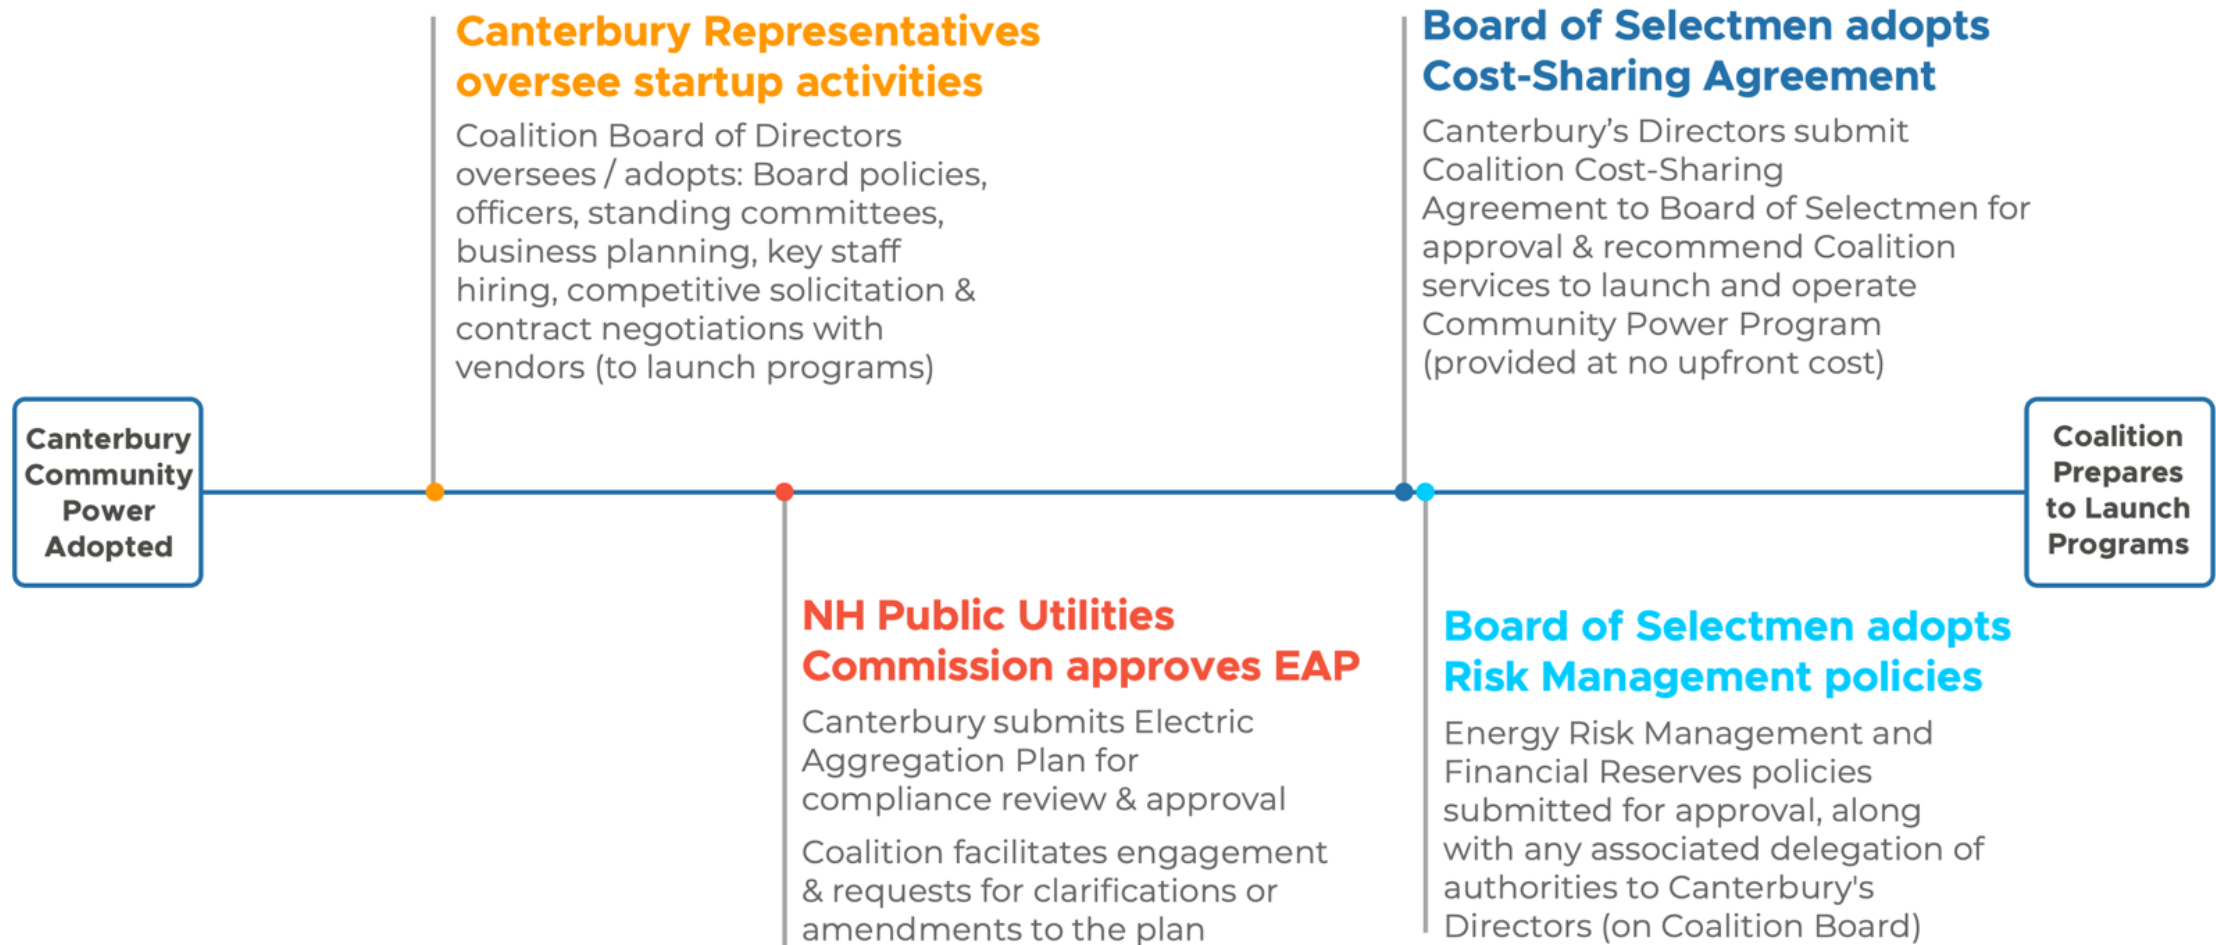 Canterbury Representatives
oversee startup activities
Coalition Board of Directors
oversees / adopts: Board policies,
officers, standing committees,
business planning, key staff
hiring, competitive solicitation &
contract negotiations with
vendors (to launch programs)
Board of Selectmen adopts
Cost-Sharing Agreement
Canterbury’s Directors submit
Coalition Cost-Sharing
Agreement to Board of Selectmen for
approval & recommend Coalition
services to launch and operate
Community Power Program
(provided at no upfront cost)
Canterbury
Community
Power
Adopted
Coalition
Prepares
to Launch
Programs
NH Public Utilities
Commission approves EAP
Canterbury submits Electric
Aggregation Plan for
compliance review & approval
Coalition facilitates engagement
& requests for clarifications or
amendments to the plan
Board of Selectmen adopts
Risk Management policies
Energy Risk Management and
Financial Reserves policies
submitted for approval, along
with any associated delegation of
authorities to Canterbury's
Directors (on Coalition Board)